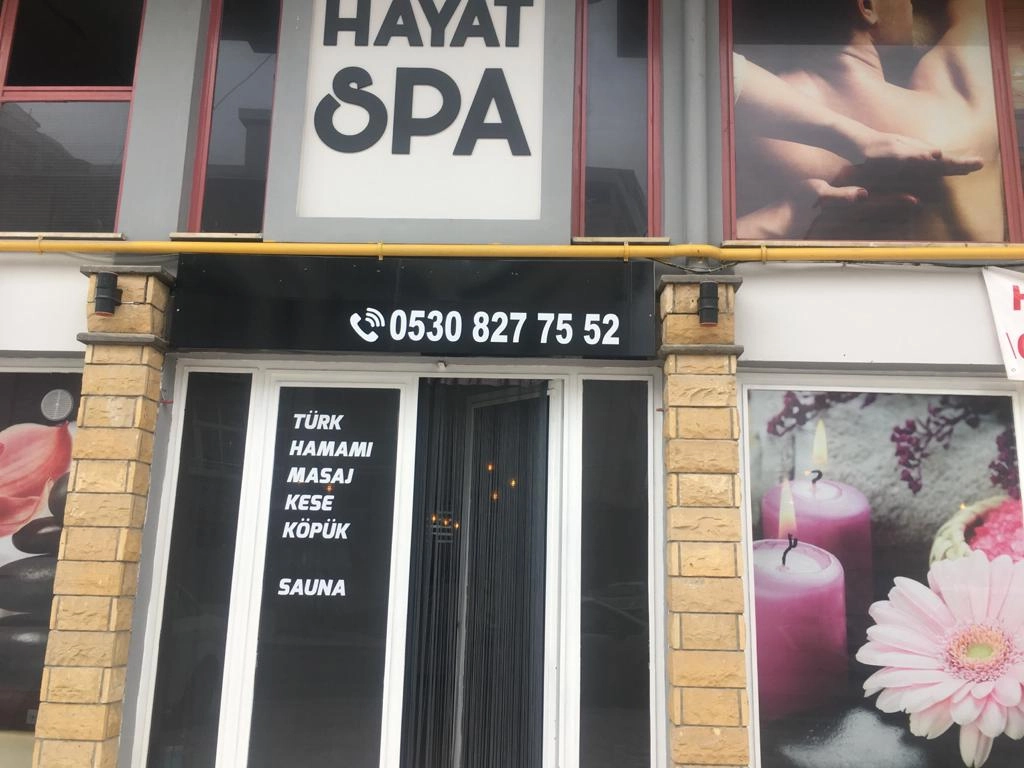 HAYAT
SPA
0530 827 75 52
TÜRK
HAMAMI
MASAJ
KESE
KÖPÜK
SAUNA